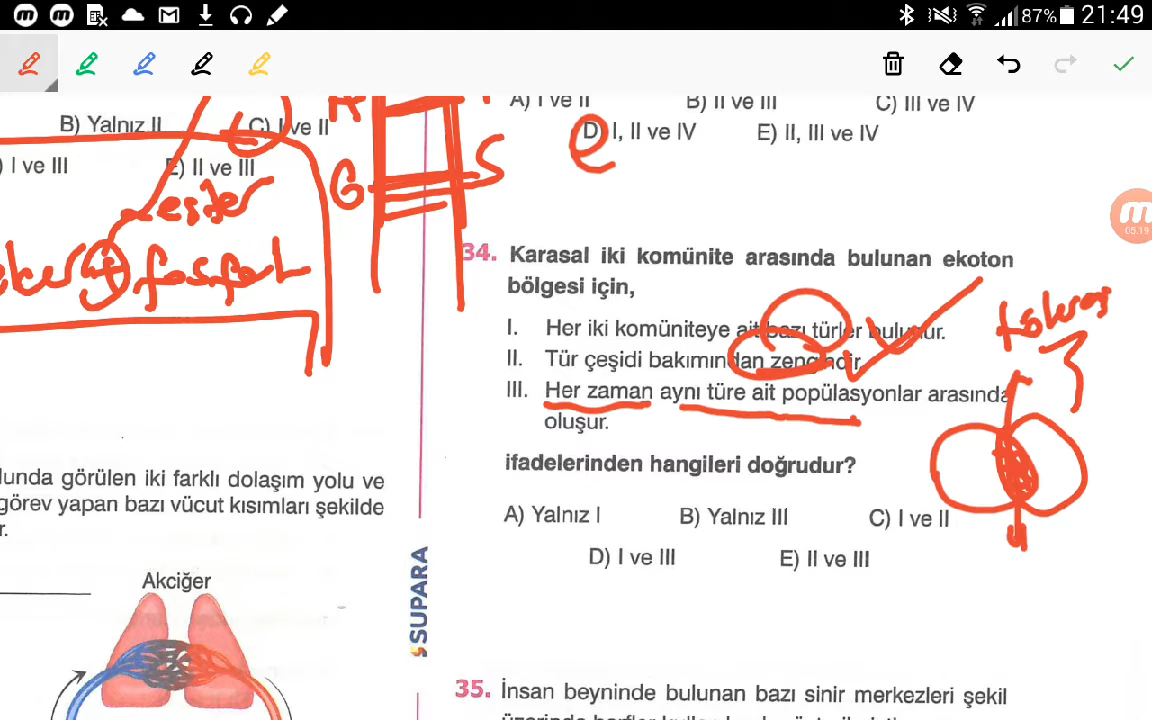 87% 21:49
A) I ve II B) II ve III C) III ve IV
D) I, II ve IV E) II, III ve IV
e
B) Yalnız II C) I ve II
) I ve III E) II ve III
ester
fosfat
G S
05:19
34. Karasal iki komünite arasında bulunan ekoton
bölgesi için,
I. Her iki komüniteye ait bazı türler bulunur.
II. Tür çeşidi bakımından zengindir.
III. Her zaman aynı türe ait popülasyonlar arasında
oluşur.
ifadelerinden hangileri doğrudur?
A) Yalnız I B) Yalnız III C) I ve II
D) I ve III E) II ve III
lunda görülen iki farklı dolaşım yolu ve
görev yapan bazı vücut kısımları şekilde
r.
Akciğer
SUPARA
35. İnsan beyninde bulunan bazı sinir merkezleri şekil